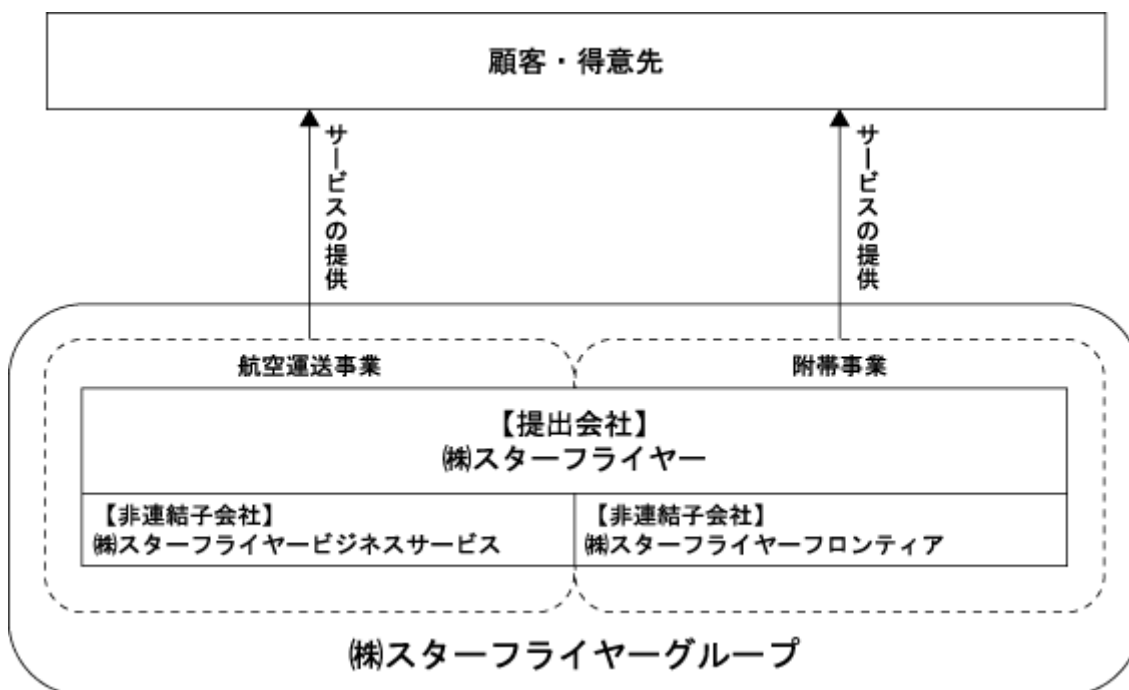 顧客・得意先
サービスの提供
サービスの提供
航空運送事業
附帯事業
【提出会社】
㈱スターフライヤー
【非連結子会社】
㈱スターフライヤービジネスサービス
【非連結子会社】
㈱スターフライヤーフロンティア
㈱スターフライヤーグループ